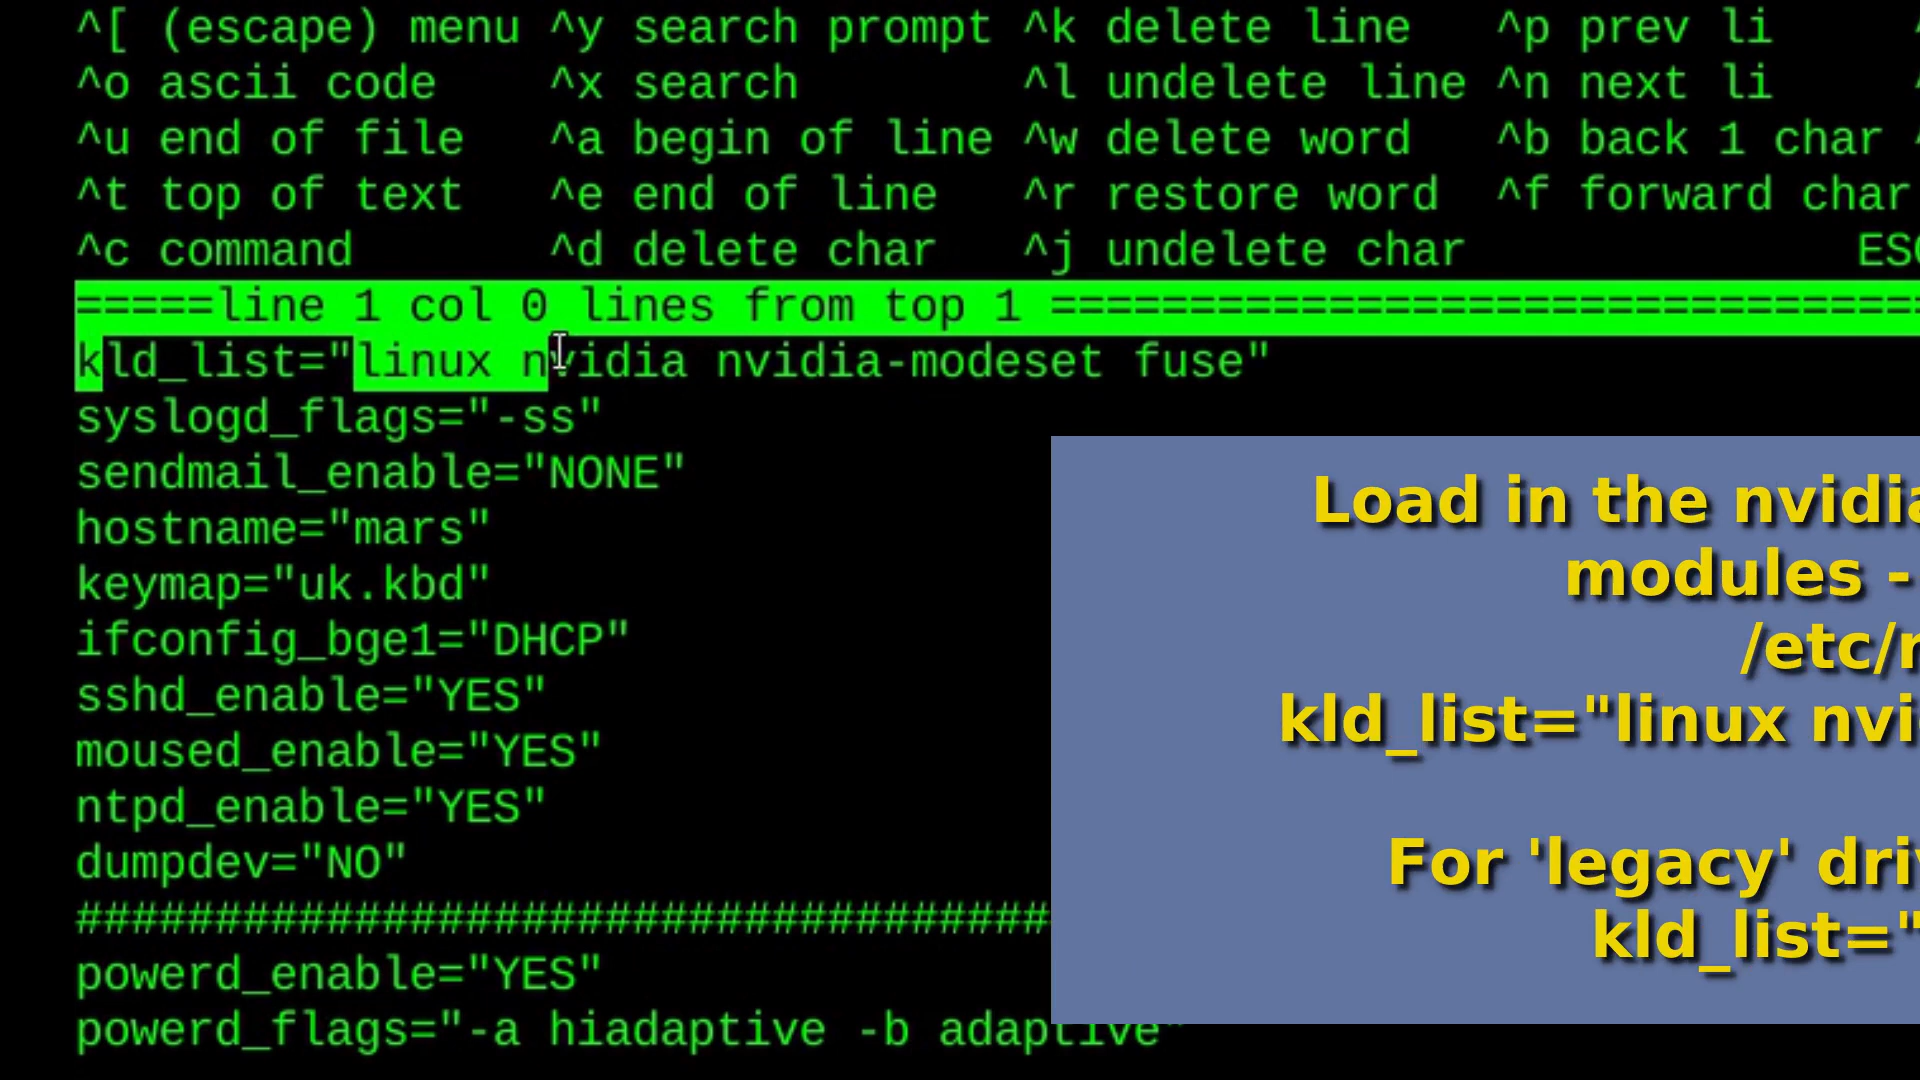 ^[ (escape) menu ^y search prompt ^k delete line ^p prev li
^o ascii code ^x search ^l undelete line ^n next li
^u end of file ^a begin of line ^w delete word ^b back 1 char
^t top of text ^e end of line ^r restore word ^f forward char
^c command ^d delete char ^j undelete char
=====line 1 col 0 lines from top 1 ================================
kld_list="linux nvidia nvidia-modeset fuse"
syslogd_flags="-ss"
sendmail_enable="NONE"
hostname="mars"
keymap="uk.kbd"
ifconfig_bge1="DHCP"
sshd_enable="YES"
moused_enable="YES"
ntpd_enable="YES"
dumpdev="NO"
###################################
powerd_enable="YES"
powerd_flags="-a hiadaptive -b adaptive"
Load in the nvidia
modules -
/etc/r
kld_list="linux nvi
For 'legacy' driv
kld_list="